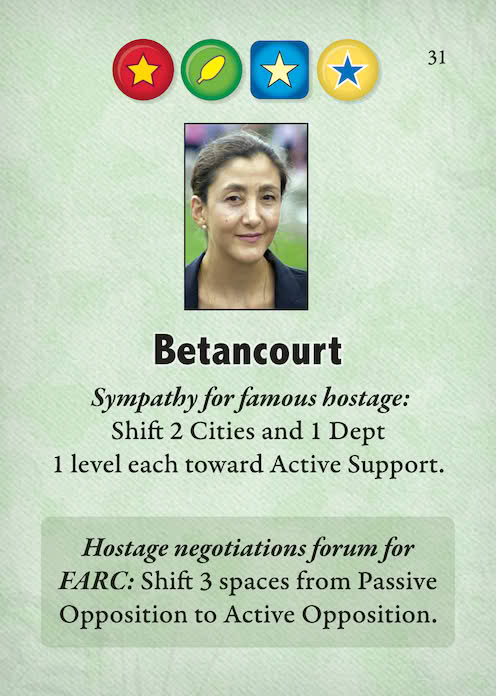 31
Betancourt
Sympathy for famous hostage:
Shift 2 Cities and 1 Dept
1 level each toward Active Support.
Hostage negotiations forum for
FARC: Shift 3 spaces from Passive
Opposition to Active Opposition.